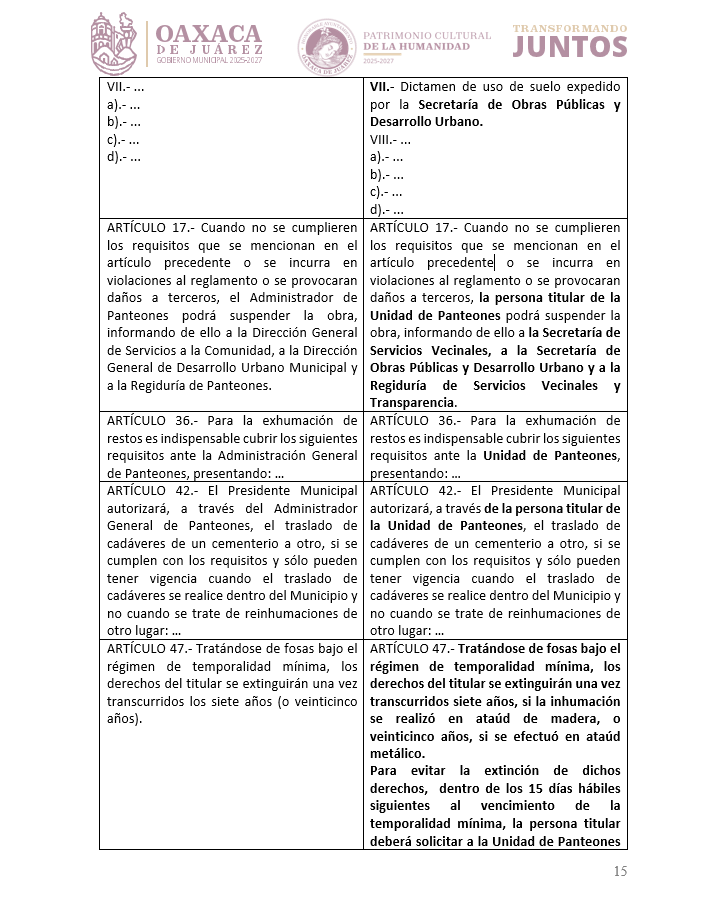 OAXACA
DE JUÁREZ
GOBIERNO MUNICIPAL 2025-2027
PATRIMONIO CULTURAL
DE LA HUMANIDAD
2025-2027
TRANSFORMANDO
JUNTOS
VII.- ...
a).- ...
b).- ...
c).- ...
d).- ...
VII.- Dictamen de uso de suelo expedido
por la Secretaría de Obras Públicas y
Desarrollo Urbano.
VIII.- ...
a).- ...
b).- ...
c).- ...
d).- ...
ARTÍCULO 17.- Cuando no se cumplieren
los requisitos que se mencionan en el
artículo precedente o se incurra en
violaciones al reglamento o se provocaran
daños a terceros, el Administrador de
Panteones podrá suspender la obra,
informando de ello a la Dirección General
de Servicios a la Comunidad, a la Dirección
General de Desarrollo Urbano Municipal y
a la Regiduría de Panteones.
ARTÍCULO 17.- Cuando no se cumplieren
los requisitos que se mencionan en el
artículo precedente o se incurra en
violaciones al reglamento o se provocaran
daños a terceros, la persona titular de la
Unidad de Panteones podrá suspender la
obra, informando de ello a la Secretaría de
Servicios Vecinales, a la Secretaría de
Obras Públicas y Desarrollo Urbano y a la
Regiduría de Servicios Vecinales y
Transparencia.
ARTÍCULO 36.- Para la exhumación de
restos es indispensable cubrir los siguientes
requisitos ante la Administración General
de Panteones, presentando: ...
ARTÍCULO 36.- Para la exhumación de
restos es indispensable cubrir los siguientes
requisitos ante la Unidad de Panteones,
presentando: ...
ARTÍCULO 42.- El Presidente Municipal
autorizará, a través del Administrador
General de Panteones, el traslado de
cadáveres de un cementerio a otro, si se
cumplen con los requisitos y sólo pueden
tener vigencia cuando el traslado de
cadáveres se realice dentro del Municipio y
no cuando se trate de reinhumaciones de
otro lugar: ...
ARTÍCULO 42.- El Presidente Municipal
autorizará, a través de la persona titular de
la Unidad de Panteones, el traslado de
cadáveres de un cementerio a otro, si se
cumplen con los requisitos y sólo pueden
tener vigencia cuando el traslado de
cadáveres se realice dentro del Municipio y
no cuando se trate de reinhumaciones de
otro lugar: ...
ARTÍCULO 47.- Tratándose de fosas bajo el
régimen de temporalidad mínima, los
derechos del titular se extinguirán una vez
transcurridos los siete años (o veinticinco
años).
ARTÍCULO 47.- Tratándose de fosas bajo el
régimen de temporalidad mínima, los
derechos del titular se extinguirán una vez
transcurridos siete años, si la inhumación
se realizó en ataúd de madera, o
veinticinco años, si se efectuó en ataúd
metálico.
Para evitar la extinción de dichos
derechos, dentro de los 15 días hábiles
siguientes al vencimiento de la
temporalidad mínima, la persona titular
deberá solicitar a la Unidad de Panteones
15